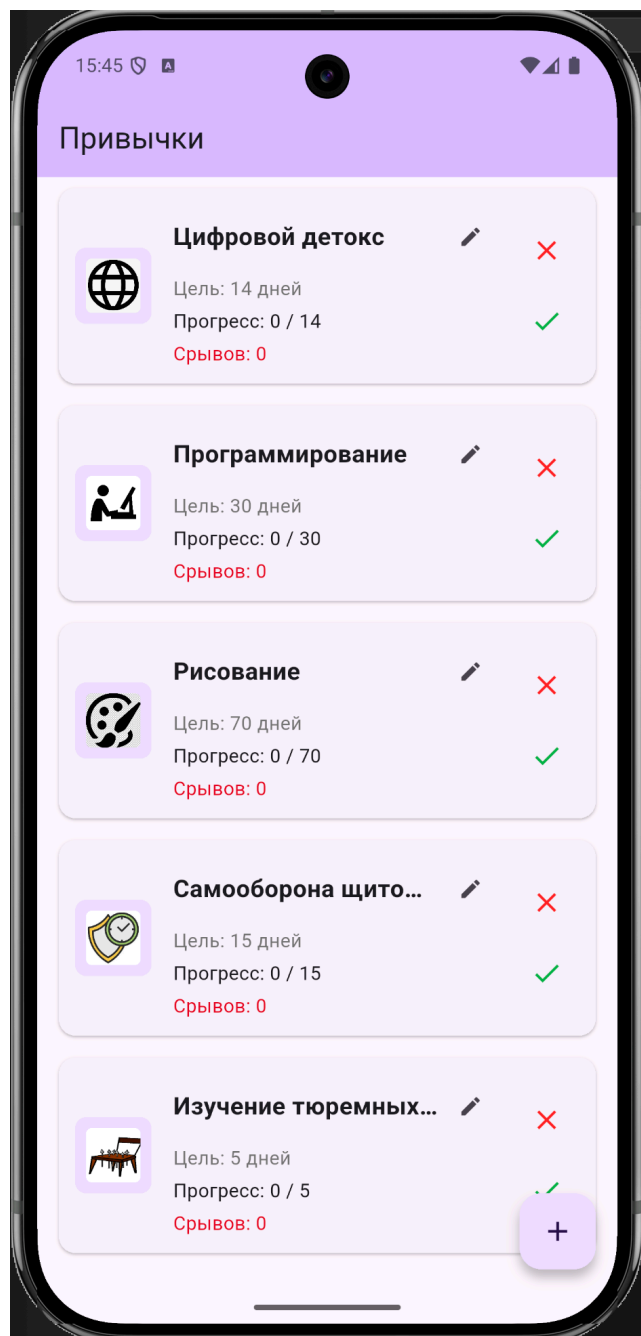 15:45
Привычки
Цифровой детокс
Цель: 14 дней
Прогресс: 0 / 14
Срывов: 0
Программирование
Цель: 30 дней
Прогресс: 0 / 30
Срывов: 0
Рисование
Цель: 70 дней
Прогресс: 0 / 70
Срывов: 0
Самооборона щито...
Цель: 15 дней
Прогресс: 0 / 15
Срывов: 0
Изучение тюремных...
Цель: 5 дней
Прогресс: 0 / 5
Срывов: 0
+